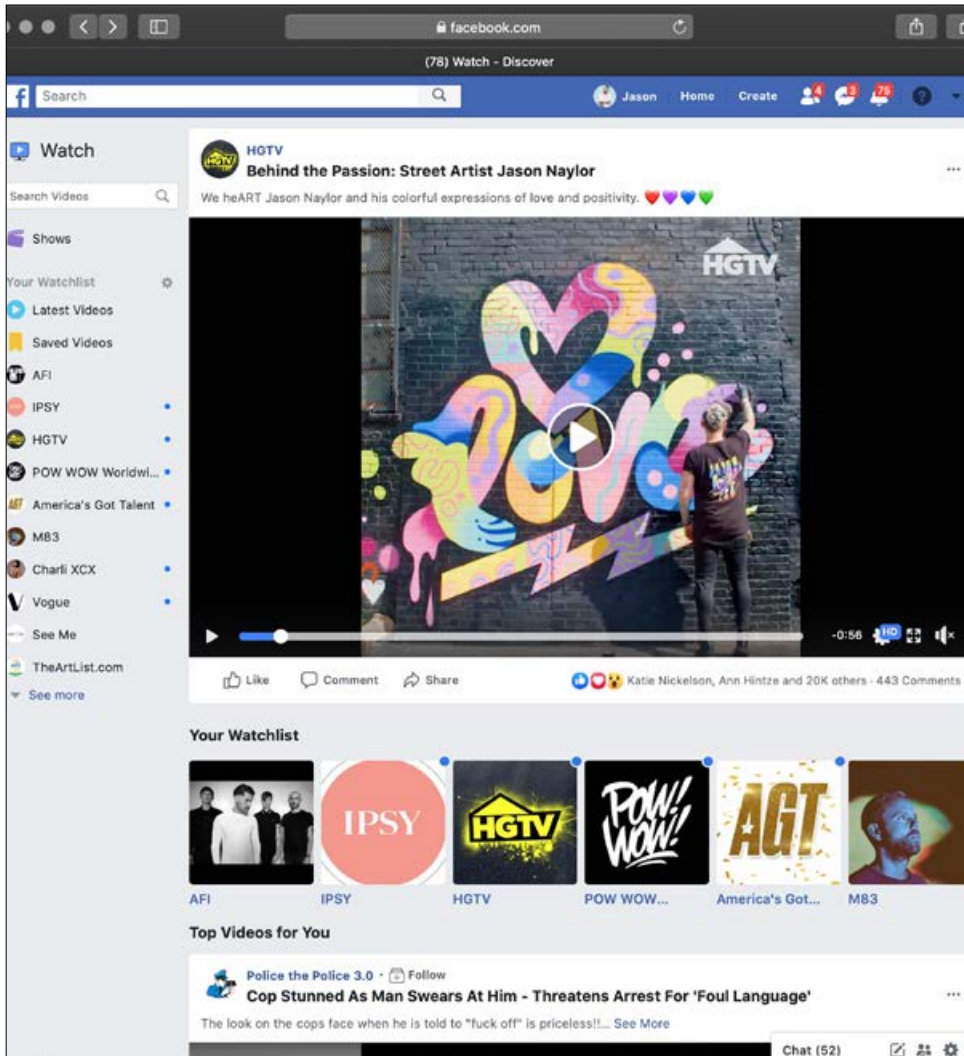 facebook.com
(78) Watch - Discover
f Search
Jason Home Create 4 3 75 ?
Watch
Search Videos
Shows
Your Watchlist
Latest Videos
Saved Videos
AFI
IPSY
HGTV
POW WOW Worldwi...
America's Got Talent
M83
Charli XCX
Vogue
See Me
TheArtList.com
See more
HGTV
HGTV
Behind the Passion: Street Artist Jason Naylor
We heART Jason Naylor and his colorful expressions of love and positivity.
HGTV
love
-0:56 HD
Like Comment Share Katie Nickelson, Ann Hintze and 20K others · 443 Comments
Your Watchlist
IPSY
HGTV
POW! WOW!
AGT
AFI IPSY HGTV POW WOW... America's Got... M83
Top Videos for You
Police the Police 3.0 · Follow
Cop Stunned As Man Swears At Him - Threatens Arrest For 'Foul Language'
The look on the cops face when he is told to "fuck off" is priceless!!... See More
Chat (52)